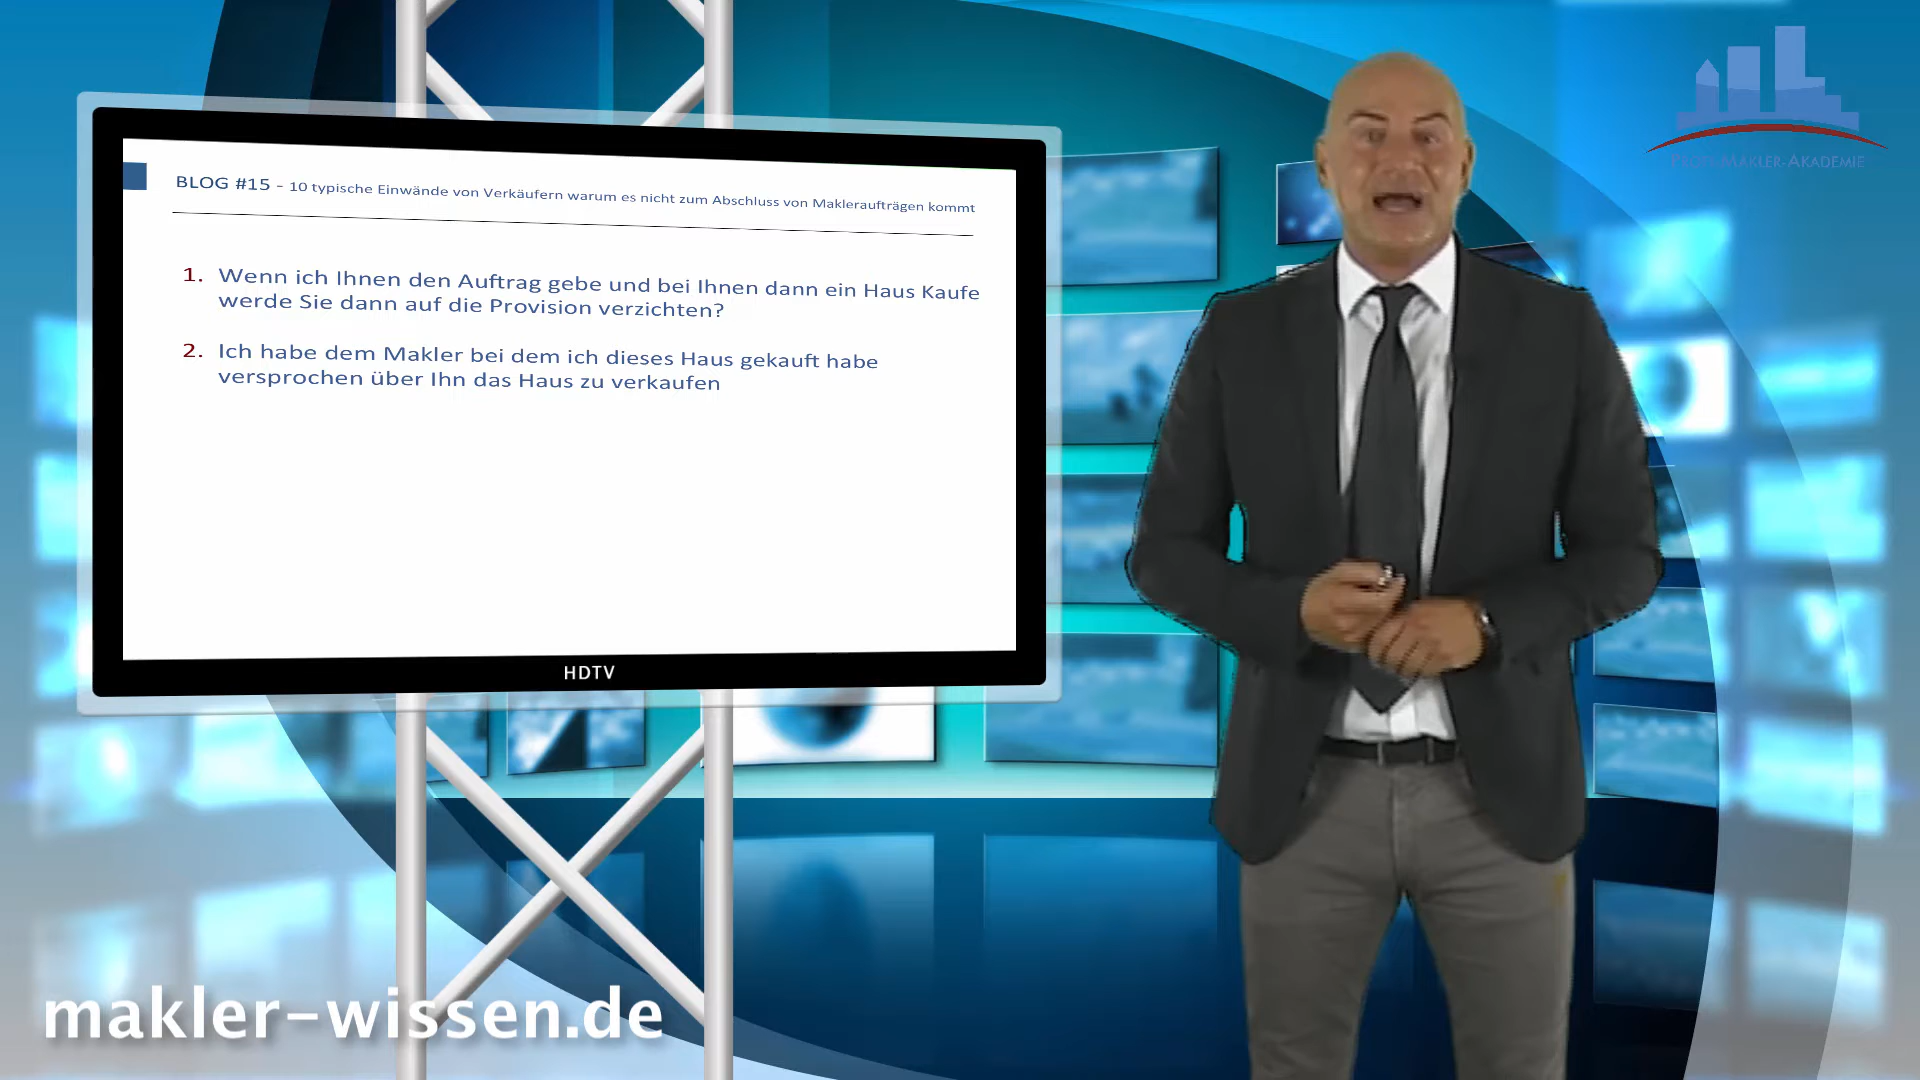 BLOG #15 - 10 typische Einwände von Verkäufern warum es nicht zum Abschluss von Makleraufträgen kommt
1. Wenn ich Ihnen den Auftrag gebe und bei Ihnen dann ein Haus Kaufe
werde Sie dann auf die Provision verzichten?
2. Ich habe dem Makler bei dem ich dieses Haus gekauft habe
versprochen über Ihn das Haus zu verkaufen
HDTV
makler-wissen.de
PROFI-MAKLER-AKADEMIE